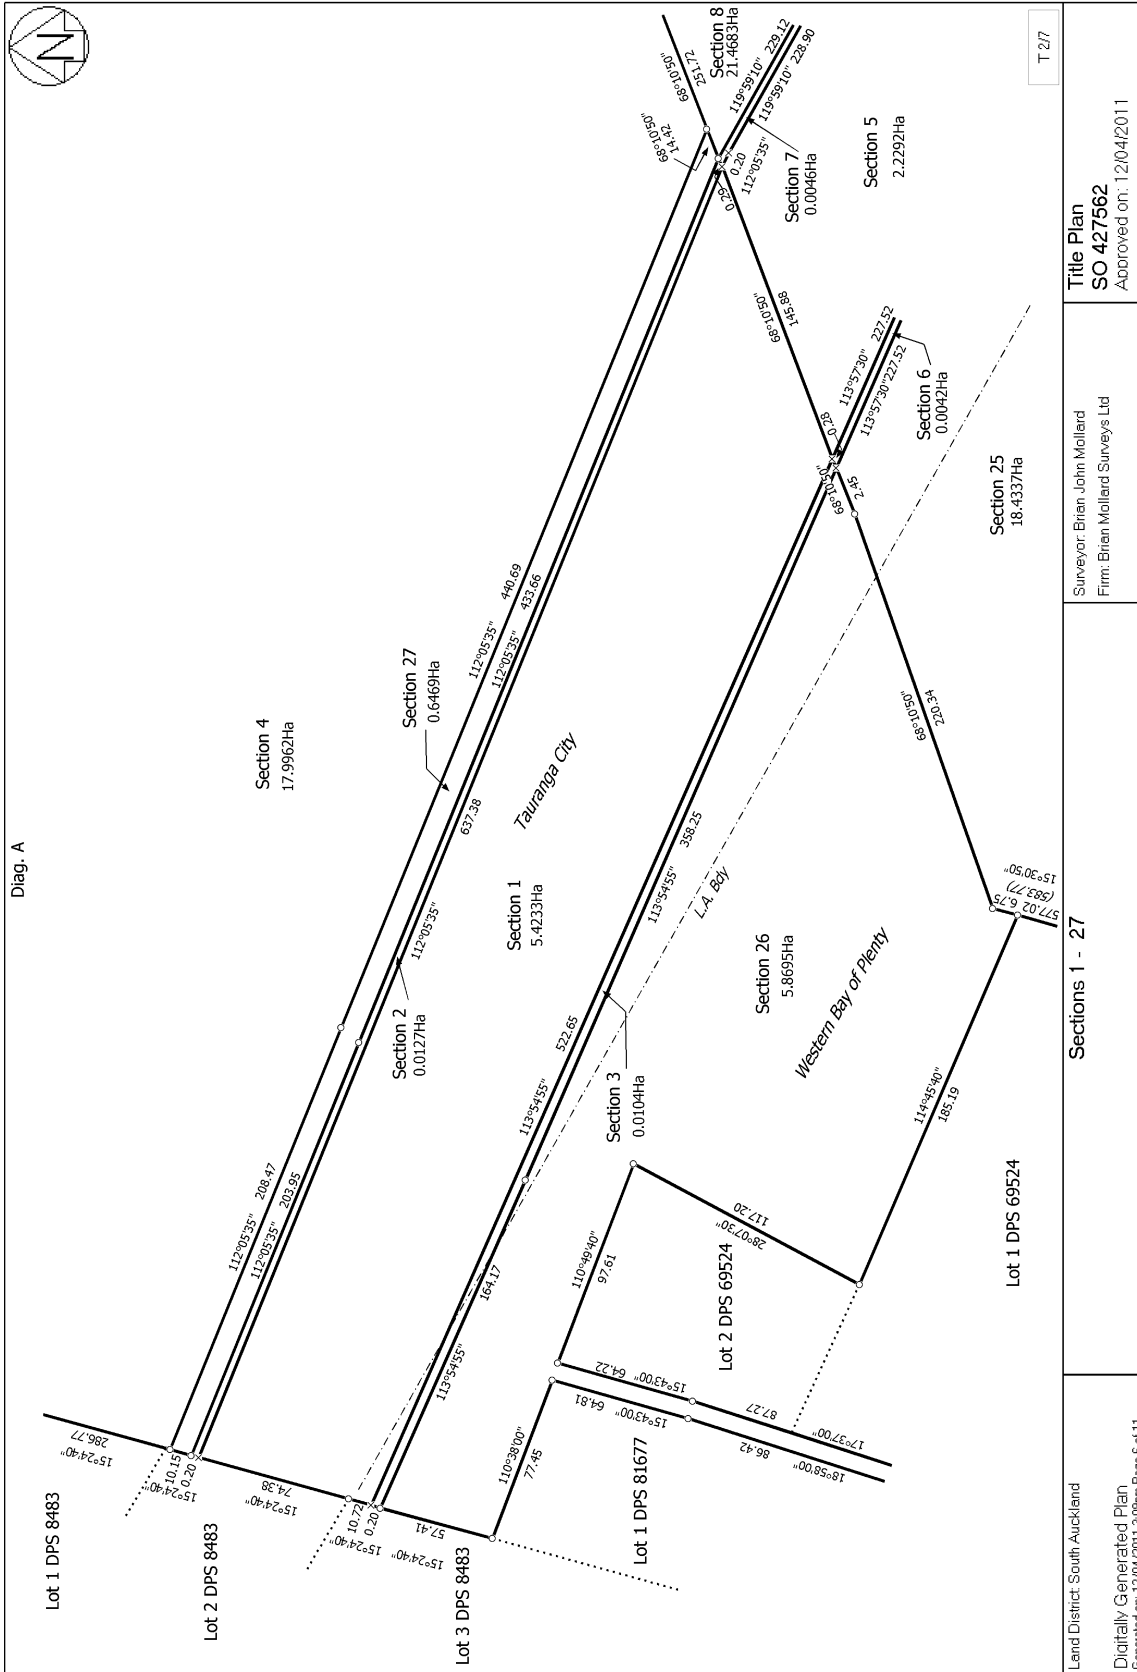 Diag. A
N
Lot 1 DPS 8483
Lot 2 DPS 8483
Lot 3 DPS 8483
Lot 1 DPS 81677
Lot 2 DPS 69524
Lot 1 DPS 69524
Section 4
17.9962Ha
Section 27
0.6469Ha
Section 2
0.0127Ha
Section 1
5.4233Ha
Tauranga City
Section 3
0.0104Ha
L.A. Bdy
Section 26
5.8695Ha
Western Bay of Plenty
Section 8
21.4683Ha
Section 7
0.0046Ha
Section 5
2.2292Ha
Section 6
0.0042Ha
Section 25
18.4337Ha
286.77
15°24'40"
10.15
0.20
15°24'40"
74.38
15°24'40"
10.72
0.20
15°24'40"
57.41
15°24'40"
112°05'35" 208.47
112°05'35" 203.95
112°05'35" 637.38
112°05'35" 440.69
112°05'35" 433.66
113°54'55" 164.17
113°54'55" 522.65
113°54'55" 358.25
110°38'00"
77.45
64.81
15°43'00"
64.22
15°43'00"
86.42
18°58'00"
87.27
17°37'00"
110°49'40"
97.61
117.20
28°07'30"
114°45'40"
185.19
577.02 6.75
(583.77)
15°30'50"
68°10'50"
220.34
68°10'50"
2.45
0.28
113°57'30" 227.52
113°57'30" 227.52
68°10'50"
145.88
0.29
0.20
112°05'35"
68°10'50"
14.42
68°10'50"
251.72
119°59'10" 229.12
119°59'10" 228.90
T 2/7
Land District: South Auckland
Digitally Generated Plan
Generated on: 12/04/2011 2:09pm Page 6 of 11
Sections 1 - 27
Surveyor: Brian John Mollard
Firm: Brian Mollard Surveys Ltd
Title Plan
SO 427562
Approved on: 12/04/2011